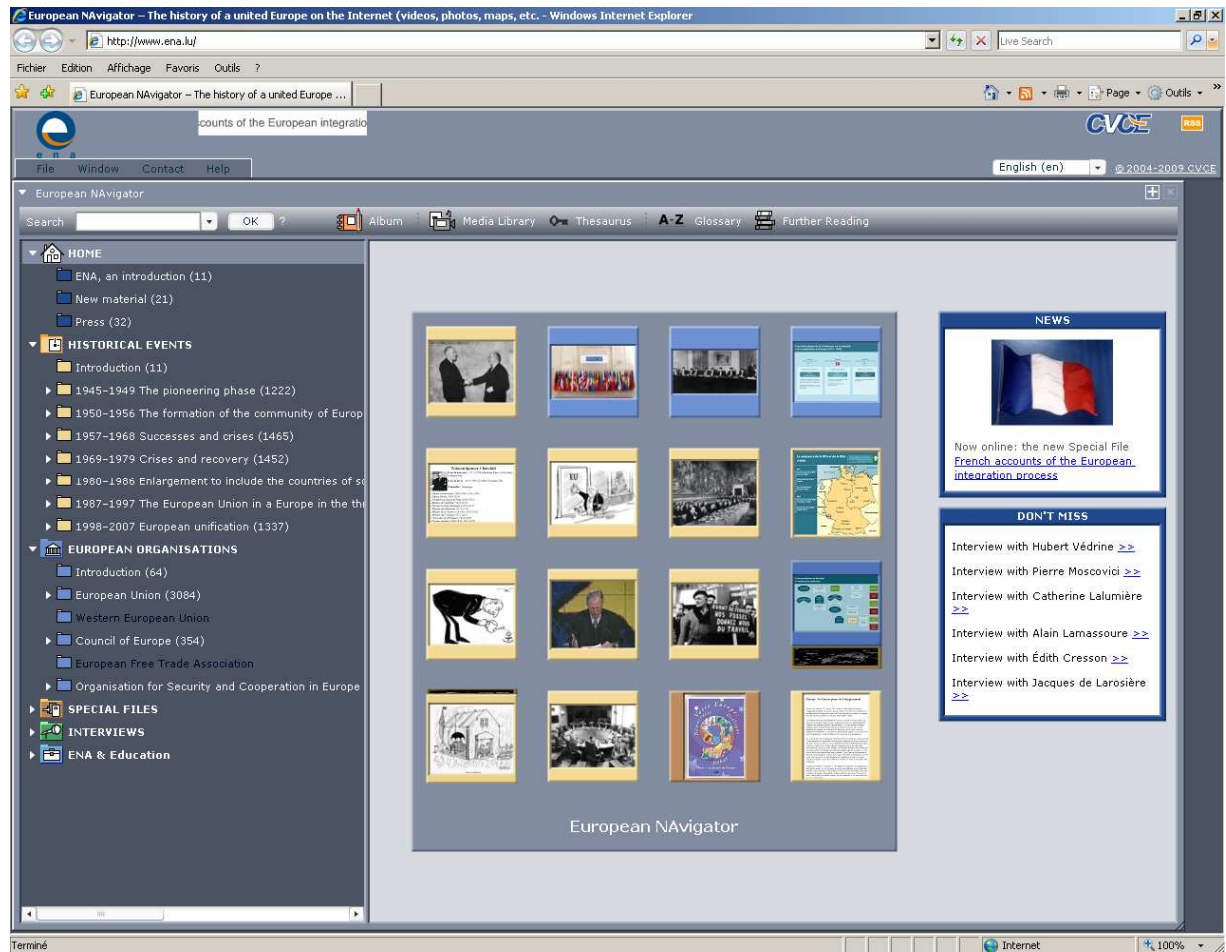 European NAvigator – The history of a united Europe on the Internet (videos, photos, maps, etc. - Windows Internet Explorer
http://www.ena.lu/
Live Search
Fichier Edition Affichage Favoris Outils ?
European NAvigator – The history of a united Europe ...
Page Outils »
counts of the European integratio
ena
CVCE
RSS
File Window Contact Help
English (en)
© 2004-2009 CVCE
European NAvigator
Search OK ? Album Media Library Thesaurus A-Z Glossary Further Reading
HOME
ENA, an introduction (11)
New material (21)
Press (32)
HISTORICAL EVENTS
Introduction (11)
1945–1949 The pioneering phase (1222)
1950–1956 The formation of the community of Europ
1957–1968 Successes and crises (1465)
1969–1979 Crises and recovery (1452)
1980–1986 Enlargement to include the countries of so
1987–1997 The European Union in a Europe in the thr
1998–2007 European unification (1337)
EUROPEAN ORGANISATIONS
Introduction (64)
European Union (3084)
Western European Union
Council of Europe (354)
European Free Trade Association
Organisation for Security and Cooperation in Europe
SPECIAL FILES
INTERVIEWS
ENA & Education
EU
NOS FOSSES
DONNEZ NOUS
DU TRAVAIL
European NAvigator
NEWS
Now online: the new Special File
French accounts of the European
integration process
DON'T MISS
Interview with Hubert Védrine >>
Interview with Pierre Moscovici >>
Interview with Catherine Lalumière
>>
Interview with Alain Lamassoure >>
Interview with Édith Cresson >>
Interview with Jacques de Larosière
>>
Terminé
Internet
100%